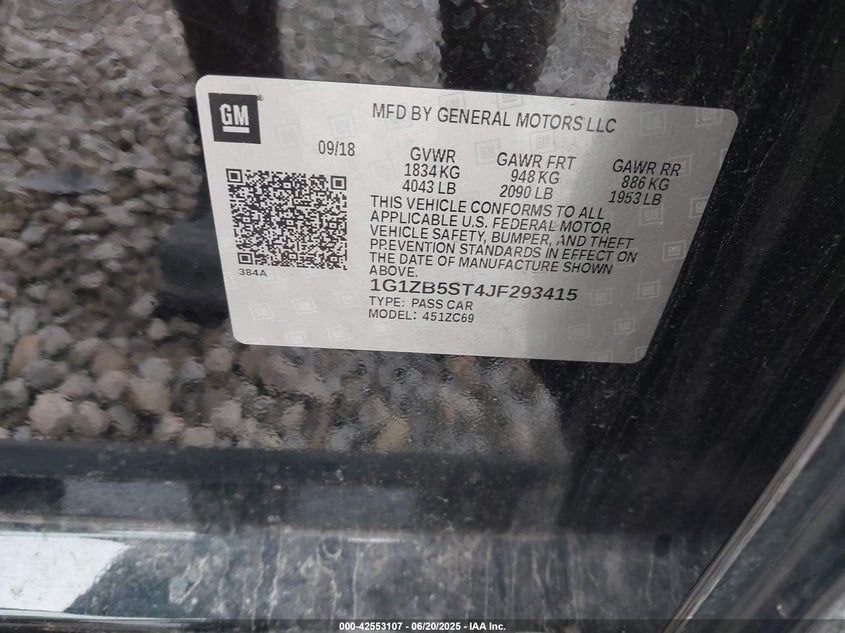 GM
MFD BY GENERAL MOTORS LLC
09/18
GVWR GAWR FRT GAWR RR
1834 KG 948 KG 886 KG
4043 LB 2090 LB 1953 LB
THIS VEHICLE CONFORMS TO ALL
APPLICABLE U.S. FEDERAL MOTOR
VEHICLE SAFETY, BUMPER, AND THEFT
PREVENTION STANDARDS IN EFFECT ON
THE DATE OF MANUFACTURE SHOWN
ABOVE.
384A
1G1ZB5ST4JF293415
TYPE: PASS CAR
MODEL: 451ZC69
000-42553107 - 06/20/2025 - IAA Inc.